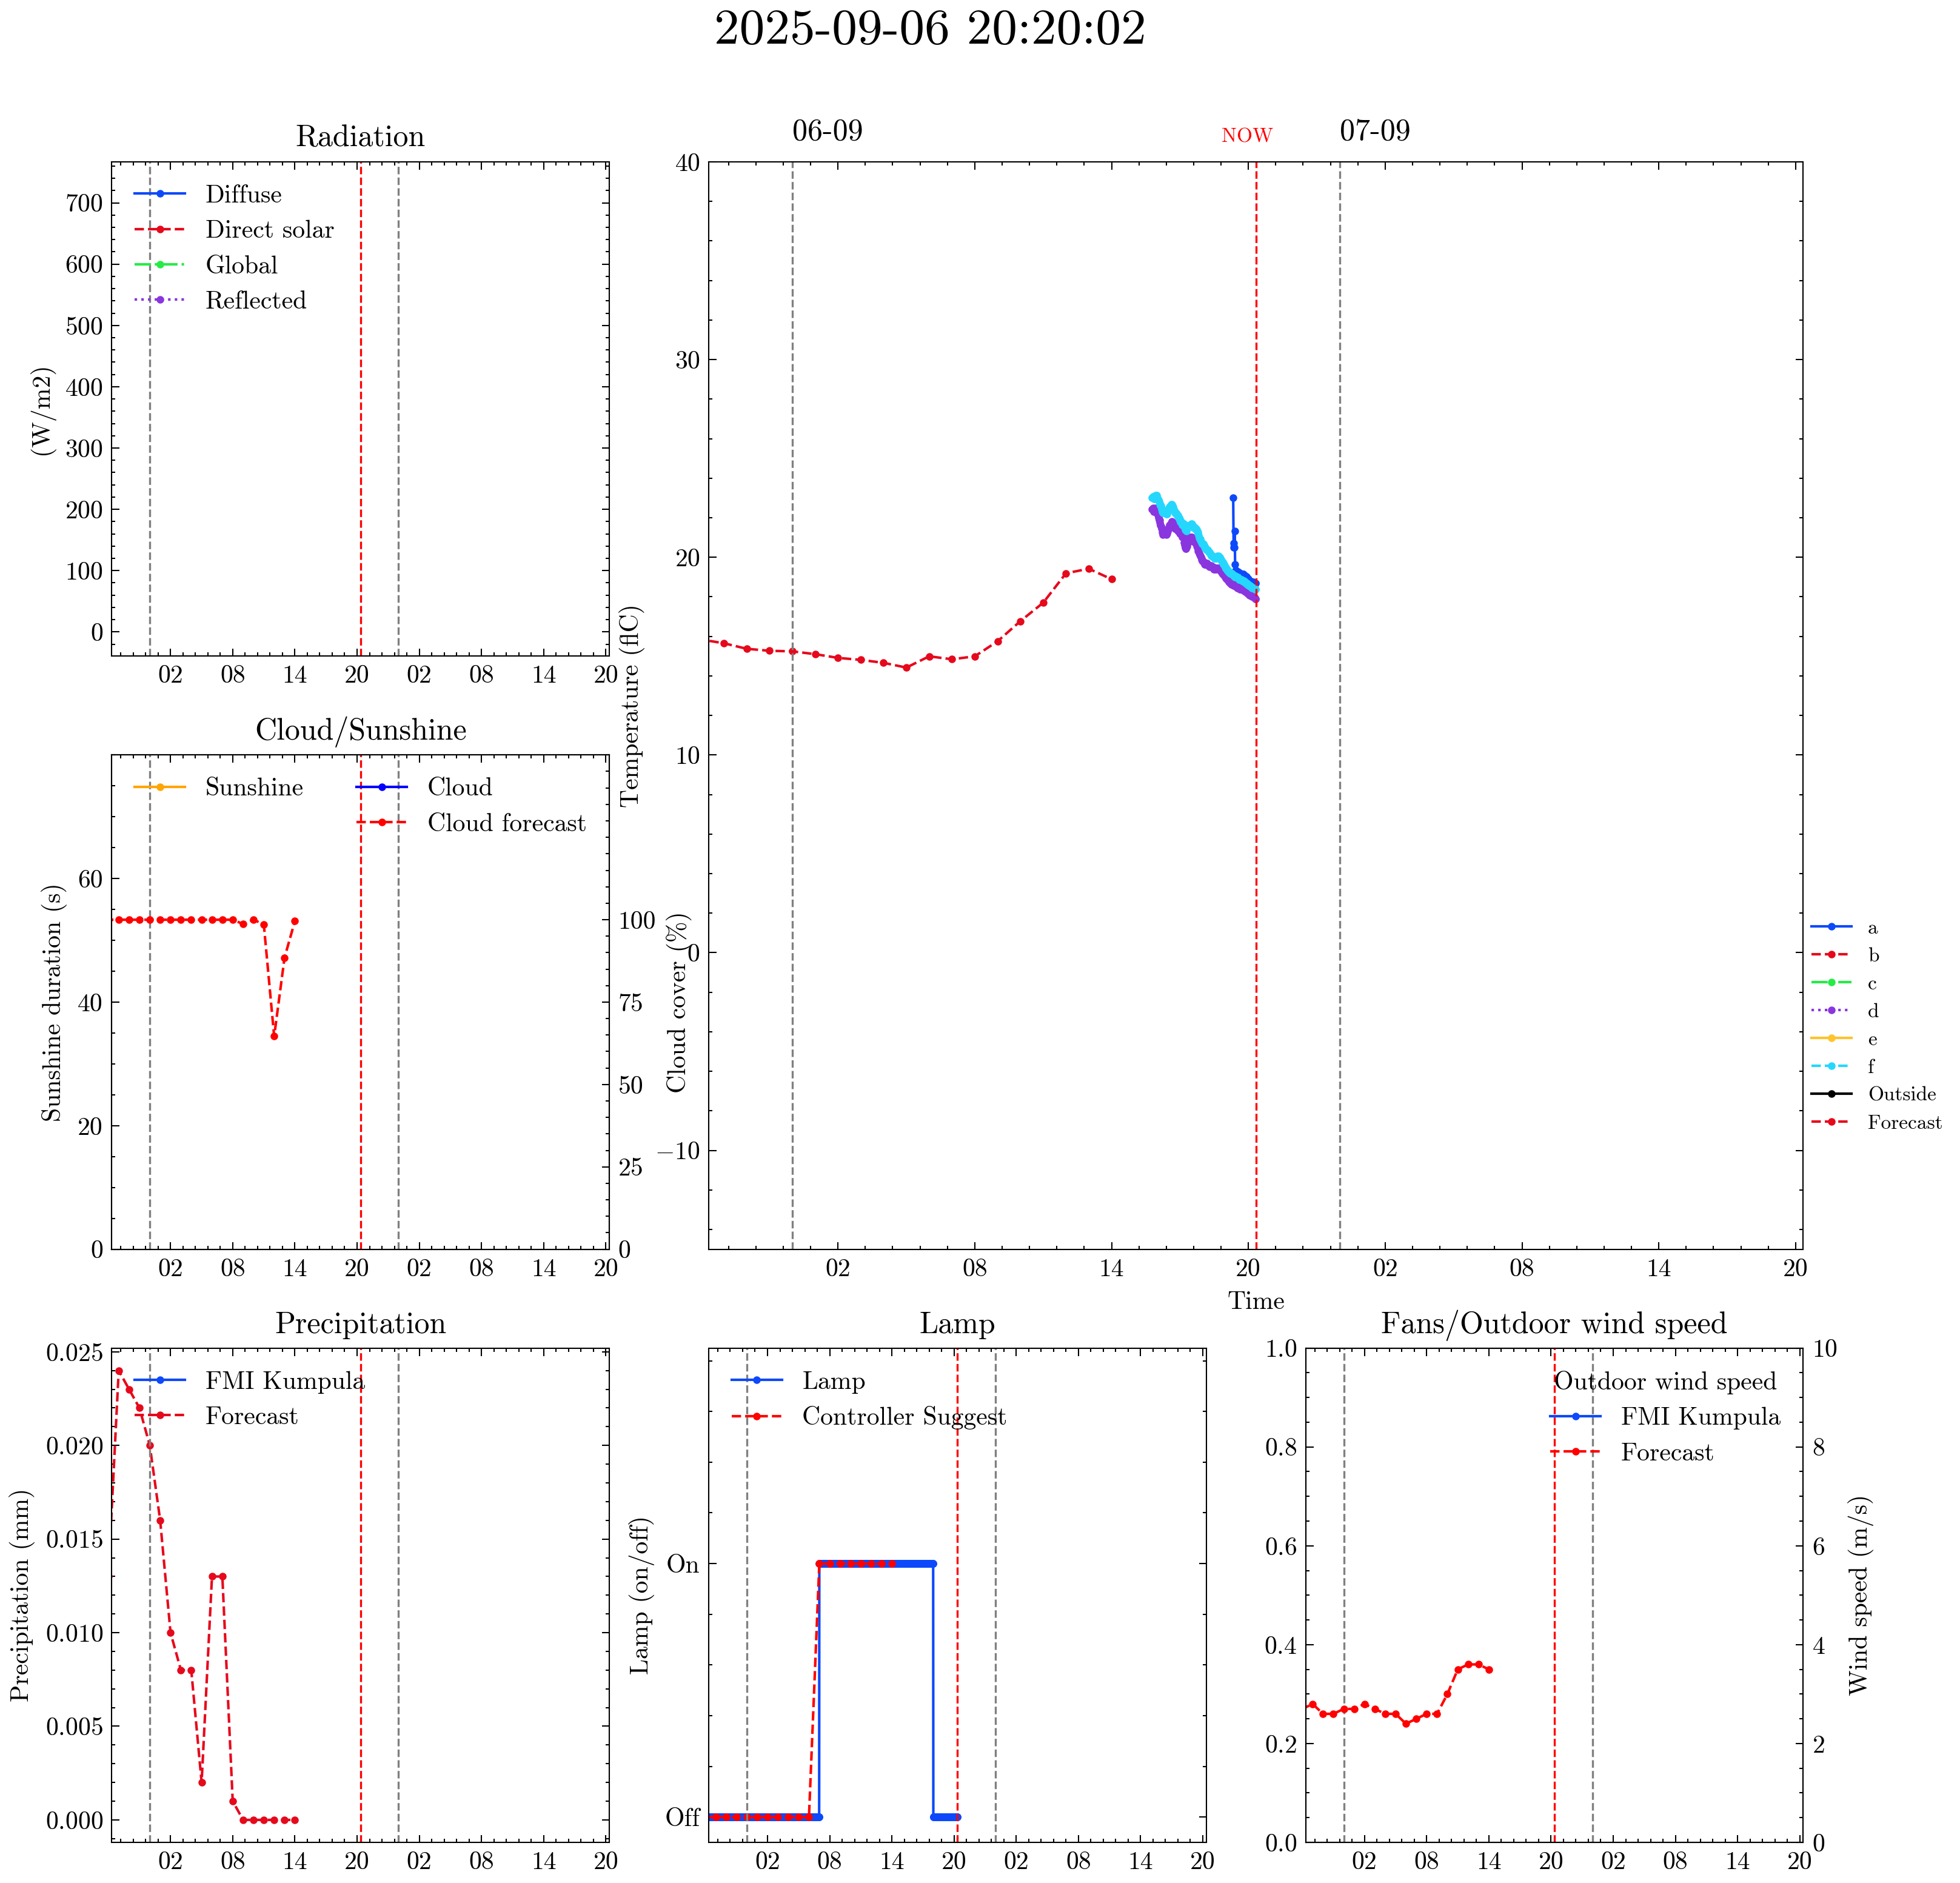 2025-09-06 20:20:02
Radiation
(W/m2)
700
600
500
400
300
200
100
0
Diffuse
Direct solar
Global
Reflected
02 08 14 20 02 08 14 20
06-09 NOW 07-09
Temperature (flC)
40
30
20
10
0
−10
02 08 14 20 02 08 14 20
Time
a
b
c
d
e
f
Outside
Forecast
Cloud/Sunshine
Sunshine duration (s)
60
40
20
0
Sunshine
Cloud
Cloud forecast
100
75
50
25
0
Cloud cover (%)
02 08 14 20 02 08 14 20
Precipitation
Precipitation (mm)
0.025
0.020
0.015
0.010
0.005
0.000
FMI Kumpula
Forecast
02 08 14 20 02 08 14 20
Lamp
Lamp (on/off)
On
Off
Lamp
Controller Suggest
02 08 14 20 02 08 14 20
Fans/Outdoor wind speed
1.0
0.8
0.6
0.4
0.2
0.0
Outdoor wind speed
FMI Kumpula
Forecast
10
8
6
4
2
0
Wind speed (m/s)
02 08 14 20 02 08 14 20